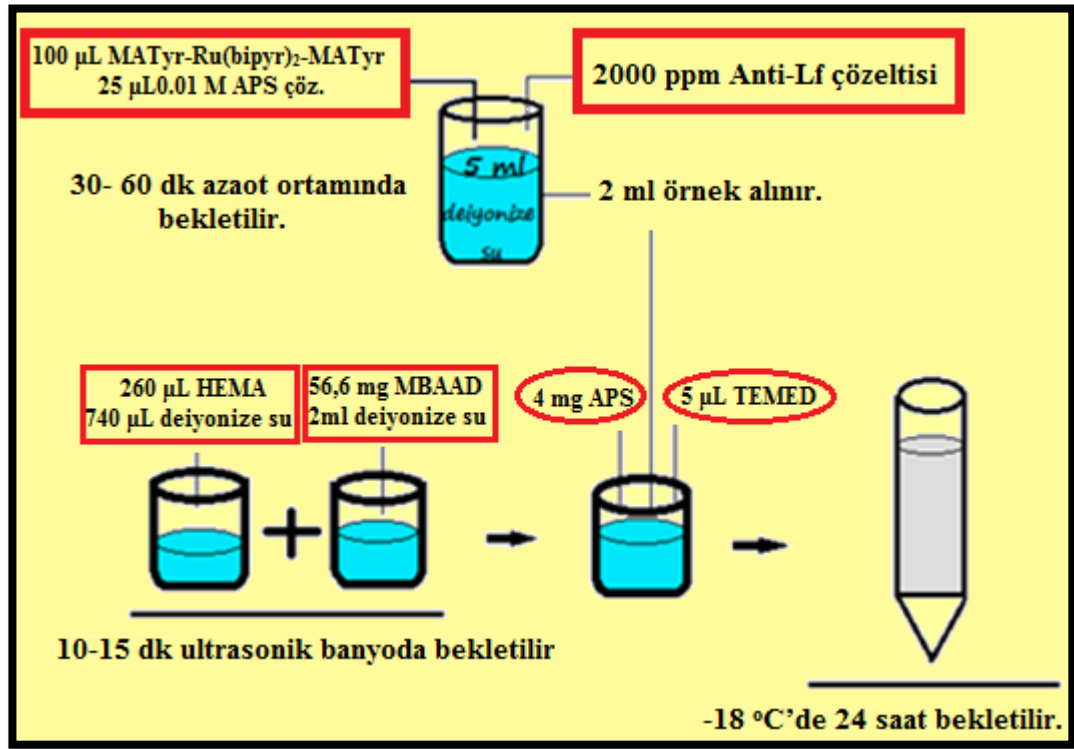 100 µL MATyr-Ru(bipyr)₂-MATyr
25 µL0.01 M APS çöz.
2000 ppm Anti-Lf çözeltisi
5 ml
deiyonize
su
30- 60 dk azaot ortamında
bekletilir.
2 ml örnek alınır.
260 µL HEMA
740 µL deiyonize su
56,6 mg MBAAD
2ml deiyonize su
4 mg APS
5 µL TEMED
10-15 dk ultrasonik banyoda bekletilir
-18 ᵒC’de 24 saat bekletilir.